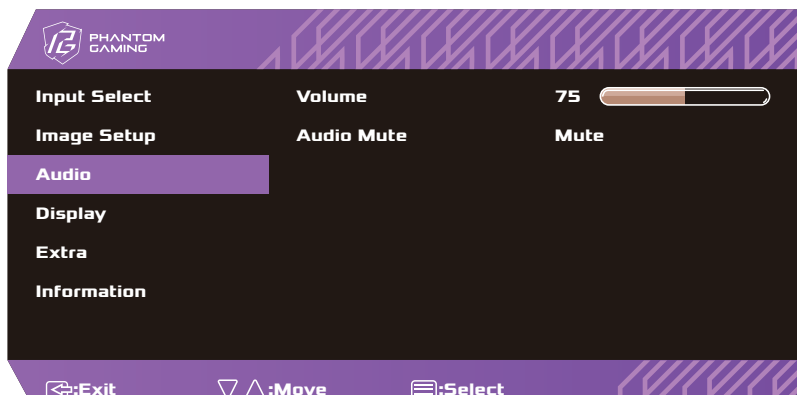 PHANTOM
GAMING
Input Select
Volume
75
Image Setup
Audio Mute
Mute
Audio
Display
Extra
Information
:Exit
:Move
:Select